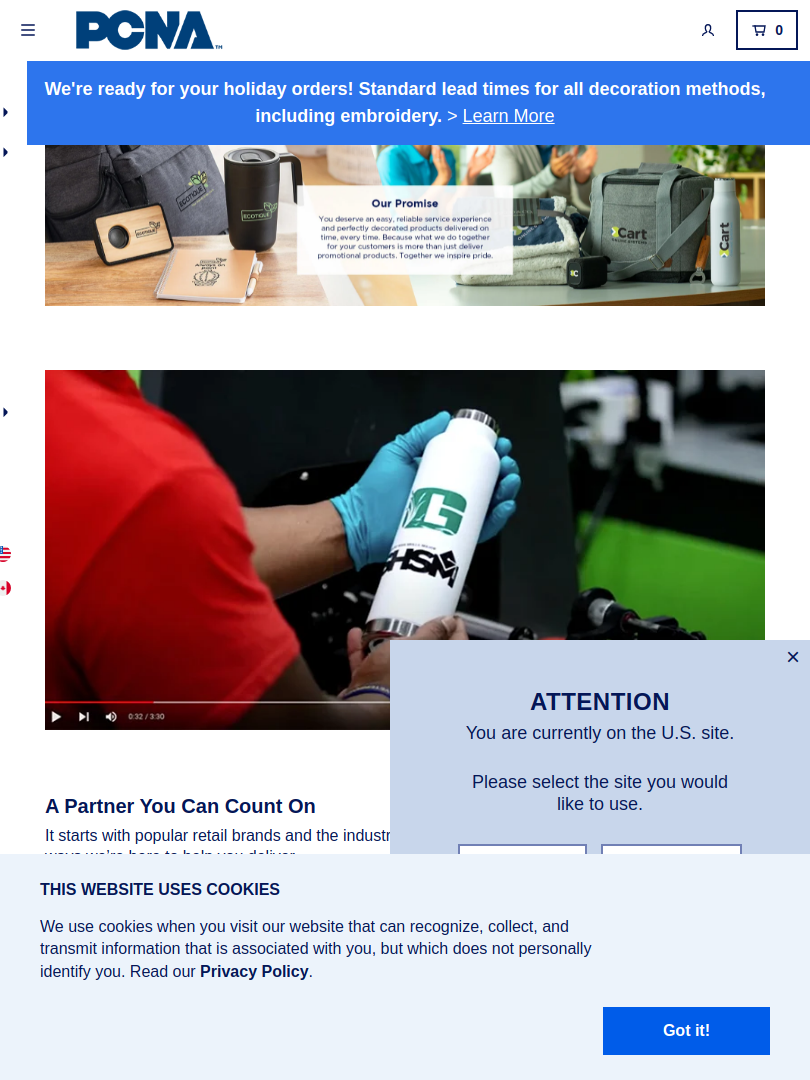 PCNA
TM
0
We're ready for your holiday orders! Standard lead times for all decoration methods,
including embroidery. > Learn More
ECOTIQUE
ECOTIQUE
ECOTIQUE
Our Promise
You deserve an easy, reliable service experience
and perfectly decorated products delivered on
time, every time. Because what we do together
for your customers is more than just deliver
promotional products. Together we inspire pride.
Cart
Cart
G
GHSM
0:32 / 3:30
×
ATTENTION
You are currently on the U.S. site.
Please select the site you would
like to use.
A Partner You Can Count On
It starts with popular retail brands and the industr
THIS WEBSITE USES COOKIES
We use cookies when you visit our website that can recognize, collect, and
transmit information that is associated with you, but which does not personally
identify you. Read our Privacy Policy.
Got it!